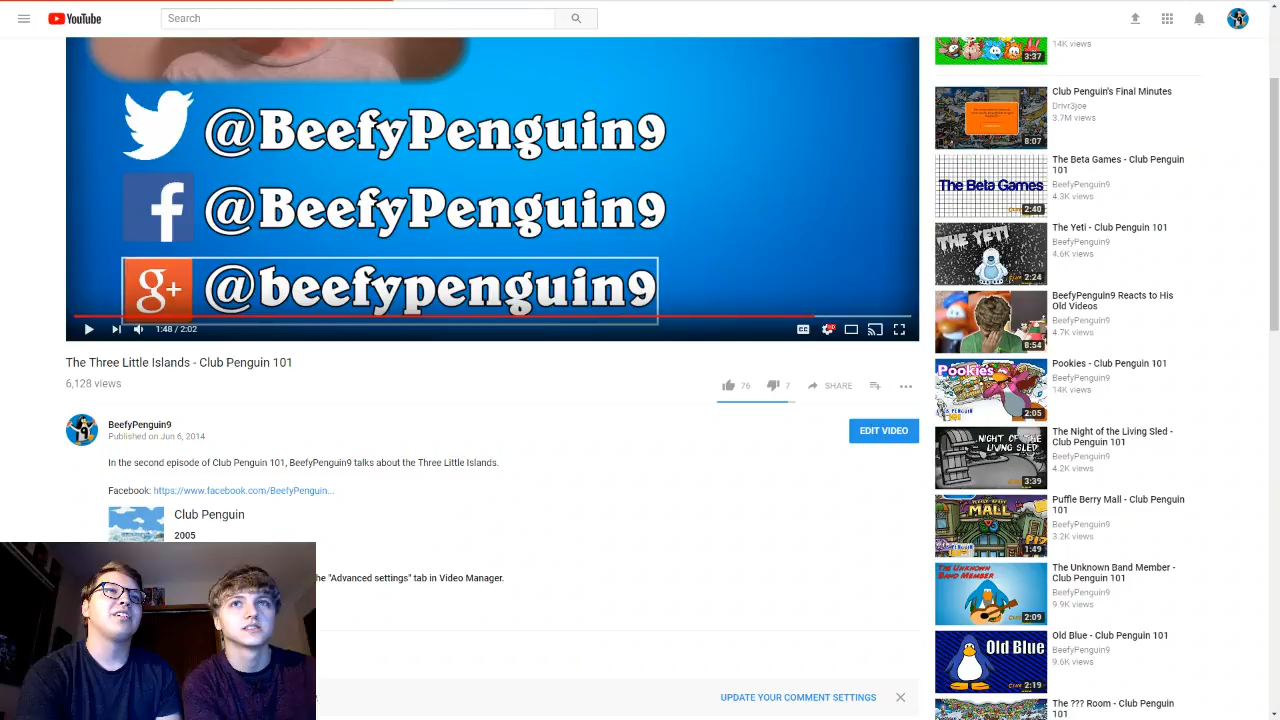 YouTube
Search
@BeefyPenguin9
@BeefyPenguin9
g+ @beefypenguin9
1:48 / 2:02
CC
HD
The Three Little Islands - Club Penguin 101
6,128 views
76
7
SHARE
BeefyPenguin9
Published on Jun 6, 2014
EDIT VIDEO
In the second episode of Club Penguin 101, BeefyPenguin9 talks about the Three Little Islands.
Facebook: https://www.facebook.com/BeefyPenguin...
Club Penguin
2005
he "Advanced settings" tab in Video Manager.
UPDATE YOUR COMMENT SETTINGS
14K views
3:37
Club Penguin's Final Minutes
Drivr3joe
3.7M views
8:07
The Beta Games - Club Penguin
101
BeefyPenguin9
4.3K views
The Beta Games
2:40
The Yeti - Club Penguin 101
BeefyPenguin9
4.6K views
THE YETI
2:24
BeefyPenguin9 Reacts to His
Old Videos
BeefyPenguin9
4.7K views
8:54
Pookies - Club Penguin 101
BeefyPenguin9
14K views
Pookies
2:05
The Night of the Living Sled -
Club Penguin 101
BeefyPenguin9
4.2K views
NIGHT OF THE
LIVING SLED
3:39
Puffle Berry Mall - Club Penguin
101
BeefyPenguin9
3.2K views
MALL
1:49
The Unknown Band Member -
Club Penguin 101
BeefyPenguin9
9.9K views
THE UNKNOWN
BAND MEMBER
2:09
Old Blue - Club Penguin 101
BeefyPenguin9
9.6K views
Old Blue
2:19
The ??? Room - Club Penguin
101